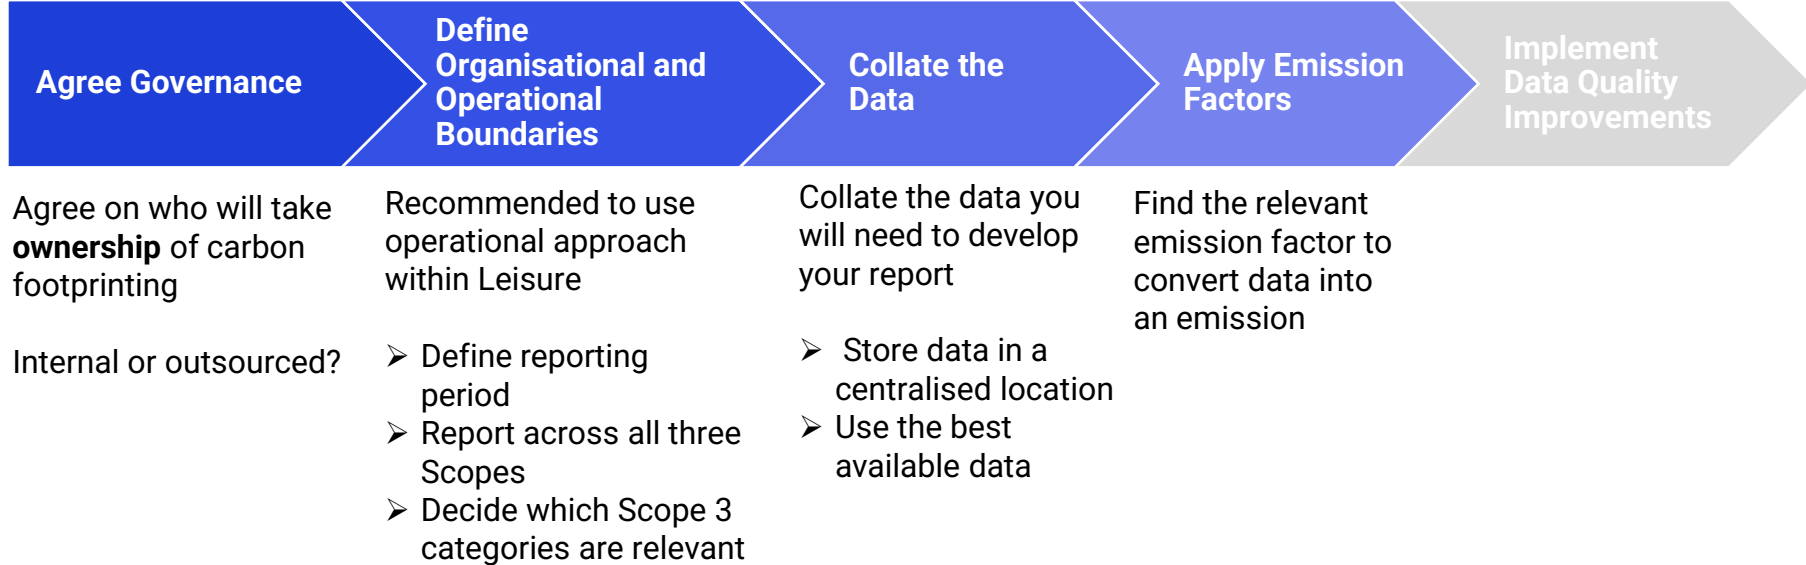 Agree Governance
Define
Organisational and
Operational
Boundaries
Collate the
Data
Apply Emission
Factors
Implement
Data Quality
Improvements
Agree on who will take
ownership of carbon
footprinting
Internal or outsourced?
Recommended to use
operational approach
within Leisure
➢ Define reporting
period
➢ Report across all three
Scopes
➢ Decide which Scope 3
categories are relevant
Collate the data you
will need to develop
your report
➢ Store data in a
centralised location
➢ Use the best
available data
Find the relevant
emission factor to
convert data into
an emission